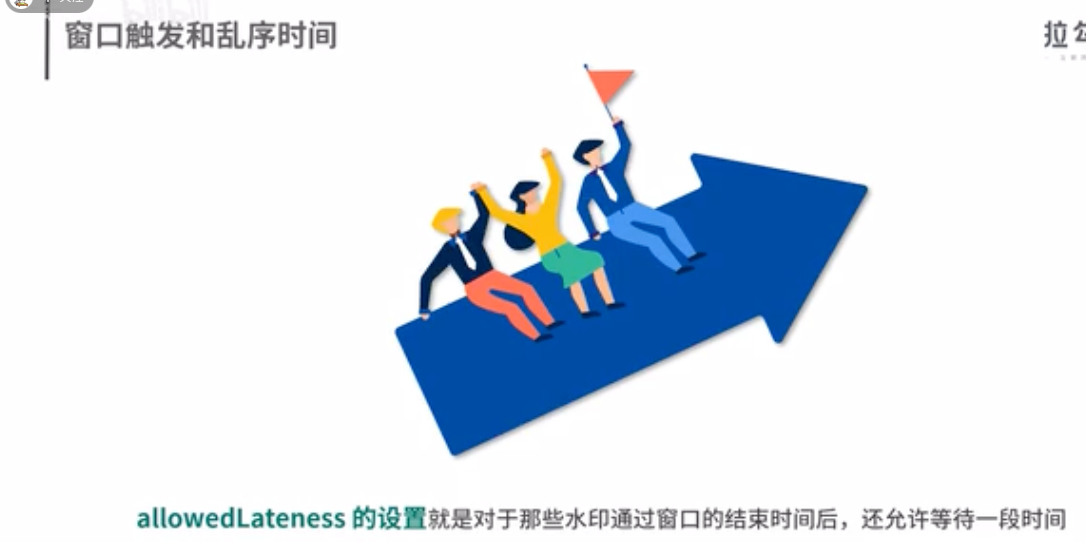 窗口触发和乱序时间
拉勾
allowedLateness 的设置就是对于那些水印通过窗口的结束时间后，还允许等待一段时间